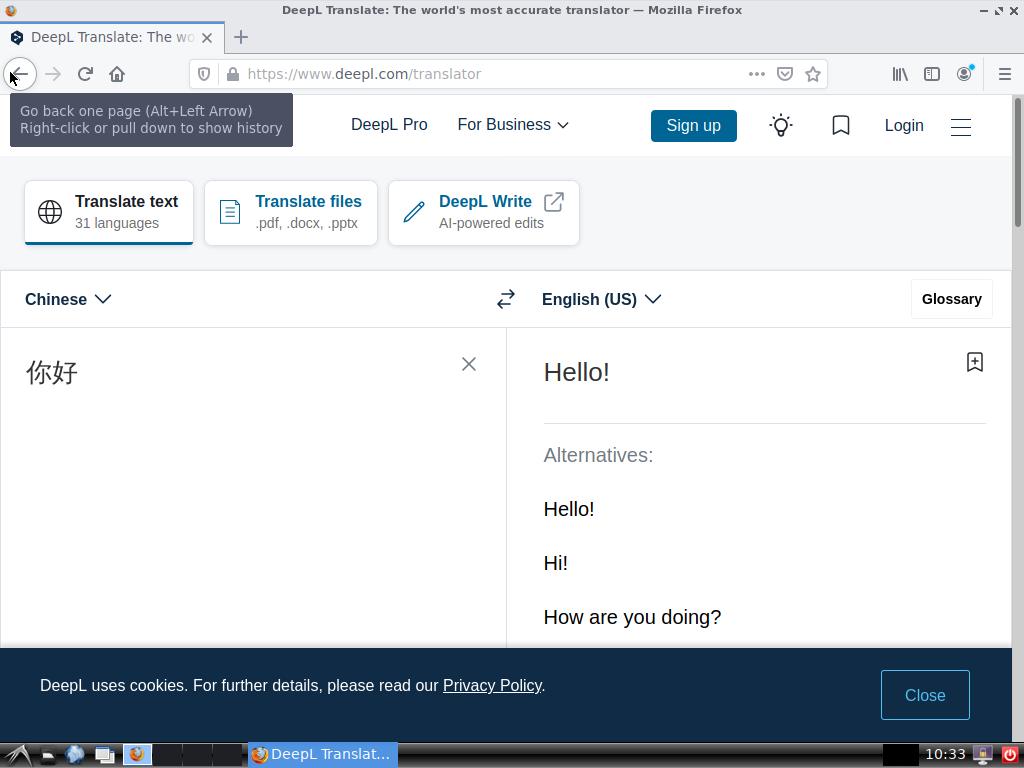 DeepL Translate: The world's most accurate translator — Mozilla Firefox
DeepL Translate: The wo
https://www.deepl.com/translator
Go back one page (Alt+Left Arrow)
Right-click or pull down to show history
DeepL Pro
For Business
Sign up
Login
Translate text
31 languages
Translate files
.pdf, .docx, .pptx
DeepL Write
AI-powered edits
Chinese
English (US)
Glossary
你好
Hello!
Alternatives:
Hello!
Hi!
How are you doing?
DeepL uses cookies. For further details, please read our Privacy Policy.
Close
DeepL Translat...
10:33